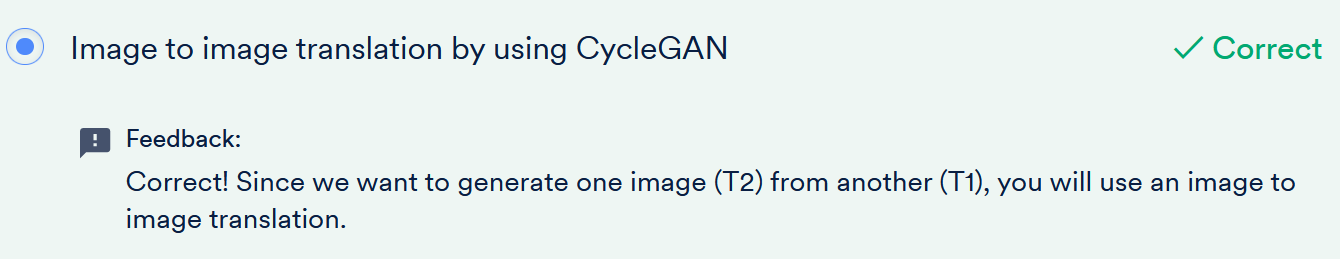 Image to image translation by using CycleGAN
Correct
Feedback:
Correct! Since we want to generate one image (T2) from another (T1), you will use an image to
image translation.